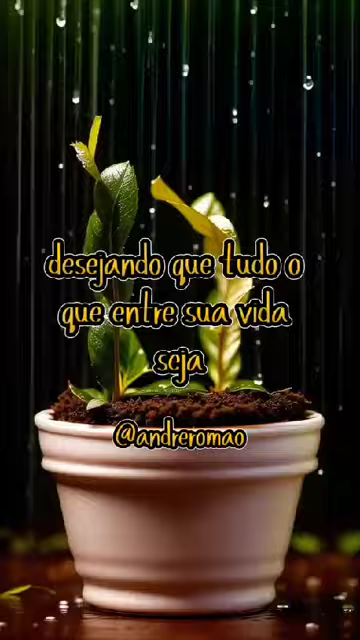 desejando que tudo o
que entre sua vida
seja
@andreromao